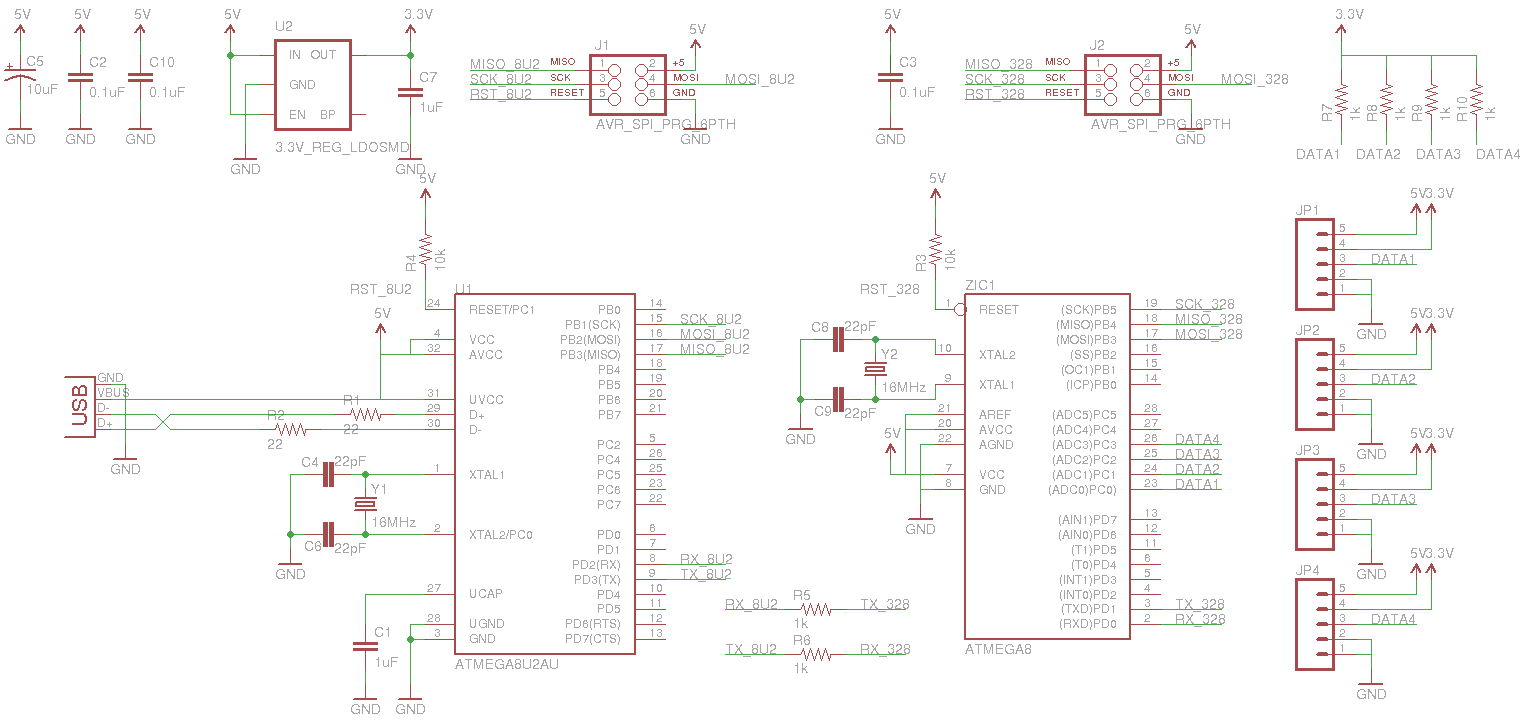 5V
C5
10uF
GND
5V
C2
0.1uF
GND
5V
C10
0.1uF
GND
5V
U2
IN OUT
GND
EN BP
3.3V_REG_LDOSMD
GND
3.3V
C7
1uF
GND
J1
MISO_8U2 MISO 1 2 +5 5V
SCK_8U2 SCK 3 4 MOSI MOSI_8U2
RST_8U2 RESET 5 6 GND
AVR_SPI_PRG_6PTH
GND
5V
C3
0.1uF
GND
J2
MISO_328 MISO 1 2 +5 5V
SCK_328 SCK 3 4 MOSI MOSI_328
RST_328 RESET 5 6 GND
AVR_SPI_PRG_6PTH
GND
3.3V
R7 1k R8 1k R9 1k R10 1k
DATA1 DATA2 DATA3 DATA4
5V
R4 10k
RST_8U2
5V
USB
GND
VBUS
D-
D+
GND
R1
22
R2
22
C4 22pF
Y1
16MHz
C6 22pF
GND
C1
1uF
GND
GND
U1
24 RESET/PC1
4 VCC
32 AVCC
31 UVCC
29 D+
30 D-
1 XTAL1
2 XTAL2/PC0
27 UCAP
28 UGND
3 GND
PB0 14
PB1(SCK) 15 SCK_8U2
PB2(MOSI) 16 MOSI_8U2
PB3(MISO) 17 MISO_8U2
PB4 18
PB5 19
PB6 20
PB7 21
PC2 5
PC4 26
PC5 25
PC6 23
PC7 22
PD0 6
PD1 7
PD2(RX) 8 RX_8U2
PD3(TX) 9 TX_8U2
PD4 10
PD5 11
PD6(RTS) 12
PD7(CTS) 13
ATMEGA8U2AU
RX_8U2 R5 TX_328
1k
TX_8U2 R6 RX_328
1k
5V
R3 10k
RST_328
C8 22pF
Y2
16MHz
C9 22pF
GND
5V
GND
ZIC1
1 RESET
10 XTAL2
9 XTAL1
21 AREF
20 AVCC
22 AGND
7 VCC
8 GND
(SCK)PB5 19 SCK_328
(MISO)PB4 18 MISO_328
(MOSI)PB3 17 MOSI_328
(SS)PB2 16
(OC1)PB1 15
(ICP)PB0 14
(ADC5)PC5 28
(ADC4)PC4 27
(ADC3)PC3 26 DATA4
(ADC2)PC2 25 DATA3
(ADC1)PC1 24 DATA2
(ADC0)PC0) 23 DATA1
(AIN1)PD7 13
(AIN0)PD6 12
(T1)PD5 11
(T0)PD4 6
(INT1)PD3 5
(INT0)PD2 4
(TXD)PD1 3 TX_328
(RXD)PD0 2 RX_328
ATMEGA8
JP1
5V 3.3V
5
4
3 DATA1
2
1
GND
JP2
5V 3.3V
5
4
3 DATA2
2
1
GND
JP3
5V 3.3V
5
4
3 DATA3
2
1
GND
JP4
5V 3.3V
5
4
3 DATA4
2
1
GND